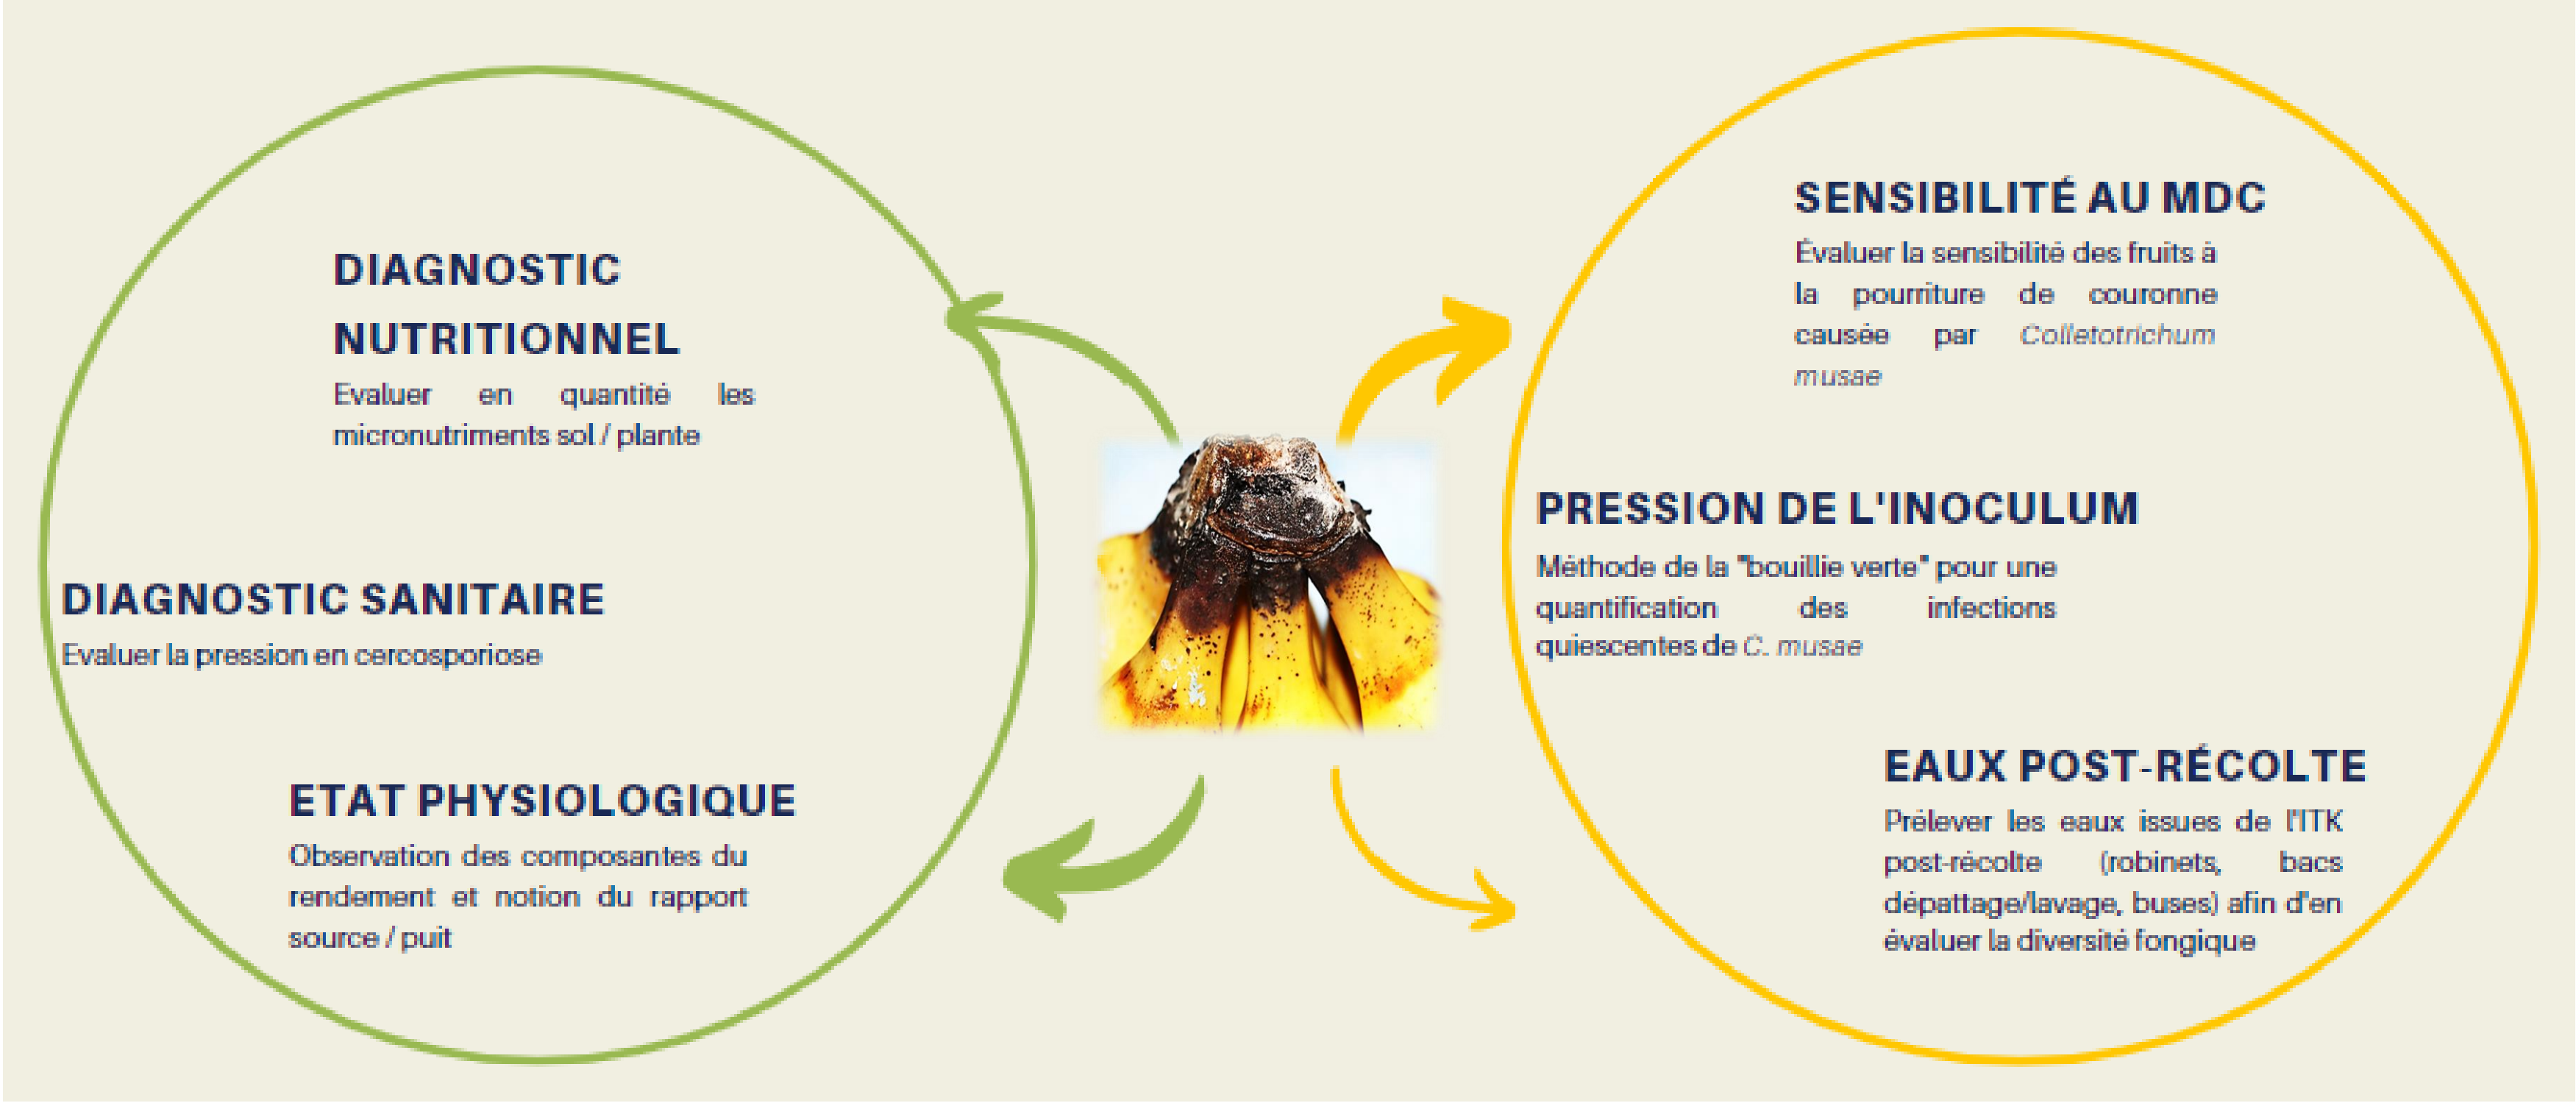 DIAGNOSTIC
NUTRITIONNEL
Evaluer en quantité les
micronutriments sol / plante
DIAGNOSTIC SANITAIRE
Evaluer la pression en cercosporiose
ETAT PHYSIOLOGIQUE
Observation des composantes du
rendement et notion du rapport
source / puit
SENSIBILITÉ AU MDC
Évaluer la sensibilité des fruits à
la pourriture de couronne
causée par Colletotrichum
musae
PRESSION DE L'INOCULUM
Méthode de la "bouillie verte" pour une
quantification des infections
quiescentes de C. musae
EAUX POST-RÉCOLTE
Prélever les eaux issues de l'ITK
post-récolte (robinets, bacs
dépattage/lavage, buses) afin d'en
évaluer la diversité fongique